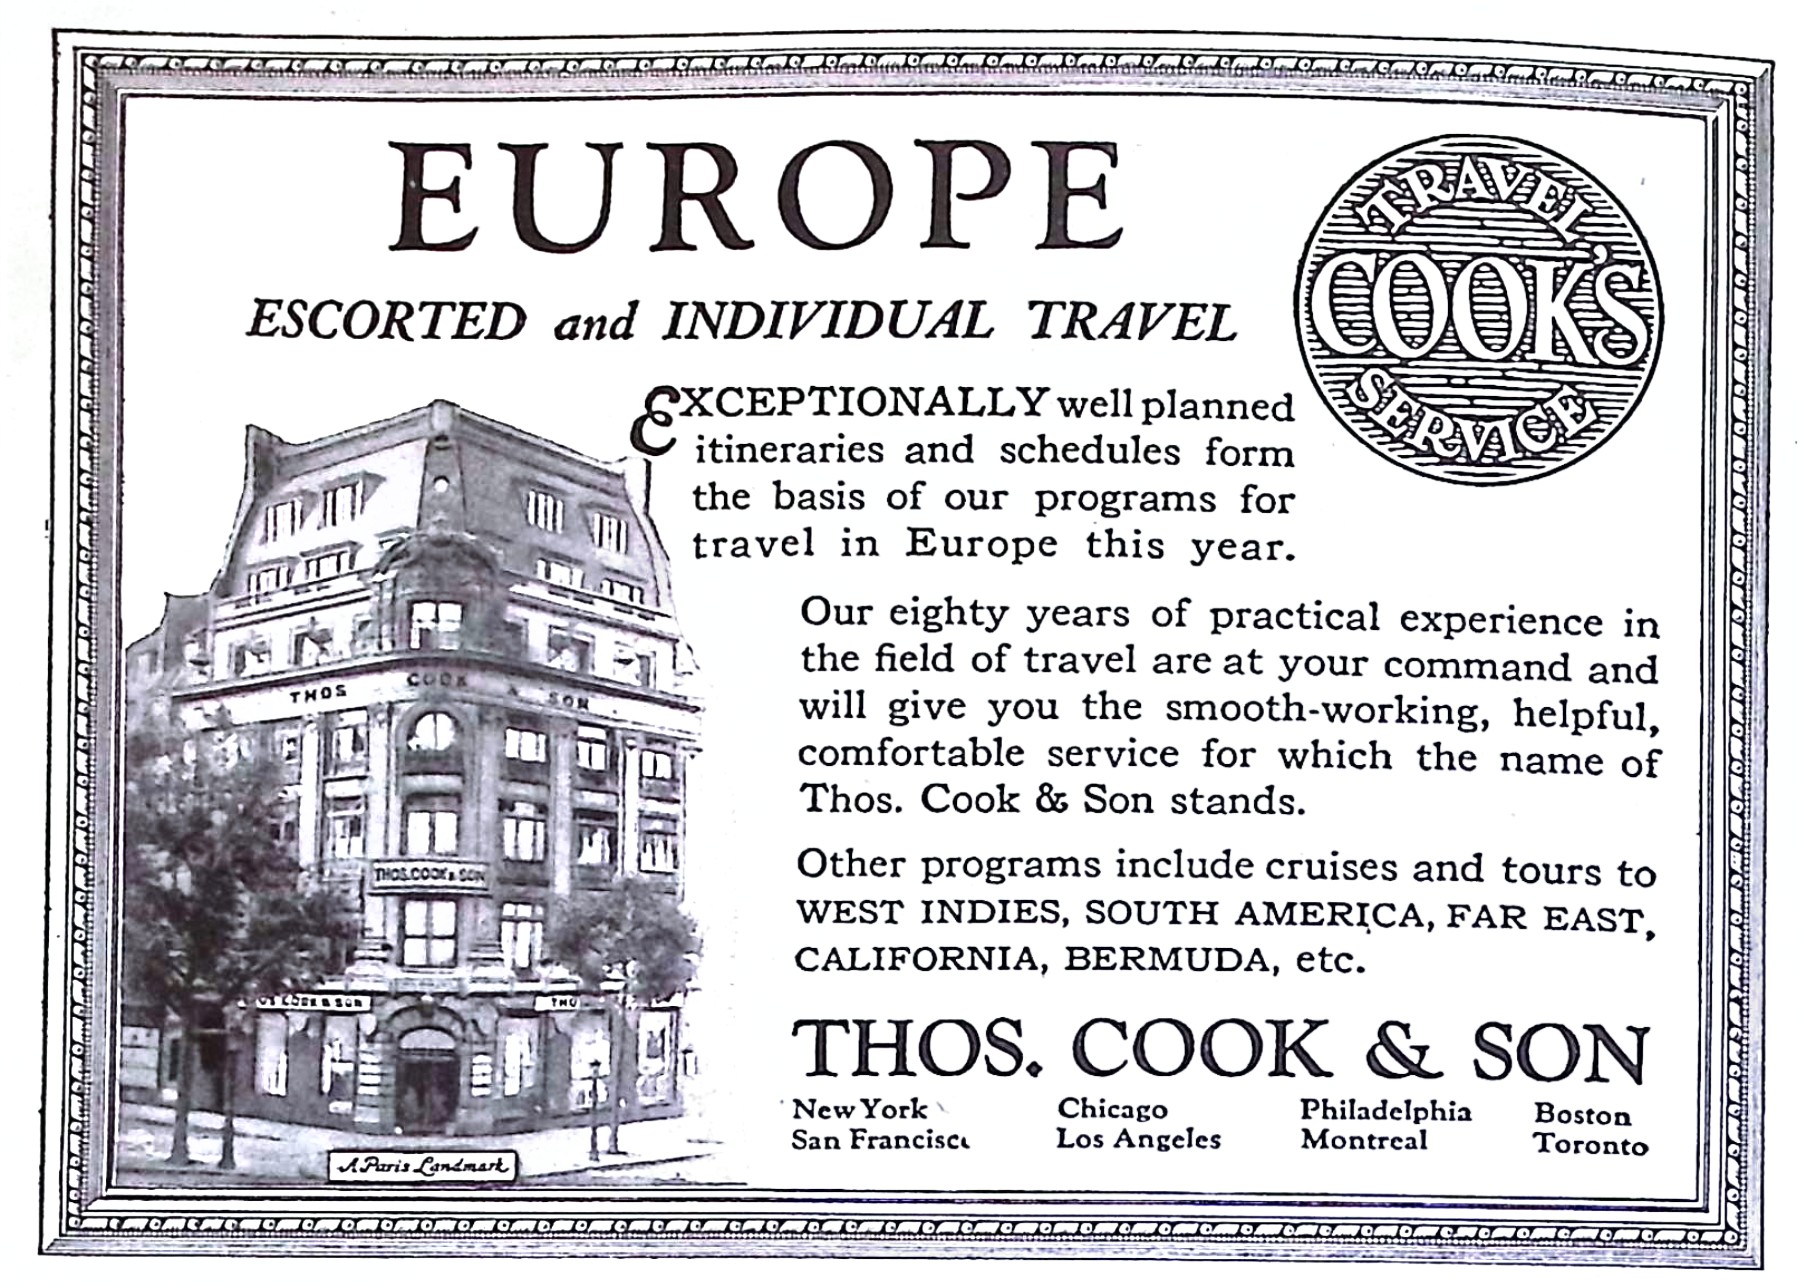 EUROPE
ESCORTED and INDIVIDUAL TRAVEL
TRAVEL
COOK'S
SERVICE
EXCEPTIONALLY well planned
itineraries and schedules form
the basis of our programs for
travel in Europe this year.
Our eighty years of practical experience in
the field of travel are at your command and
will give you the smooth-working, helpful,
comfortable service for which the name of
Thos. Cook & Son stands.
Other programs include cruises and tours to
WEST INDIES, SOUTH AMERICA, FAR EAST,
CALIFORNIA, BERMUDA, etc.
THOS. COOK & SON
New York Chicago Philadelphia Boston
San Francisco Los Angeles Montreal Toronto
THOS COOK & SON
THOS. COOK & SON
OS COOK & SON THO
A Paris Landmark